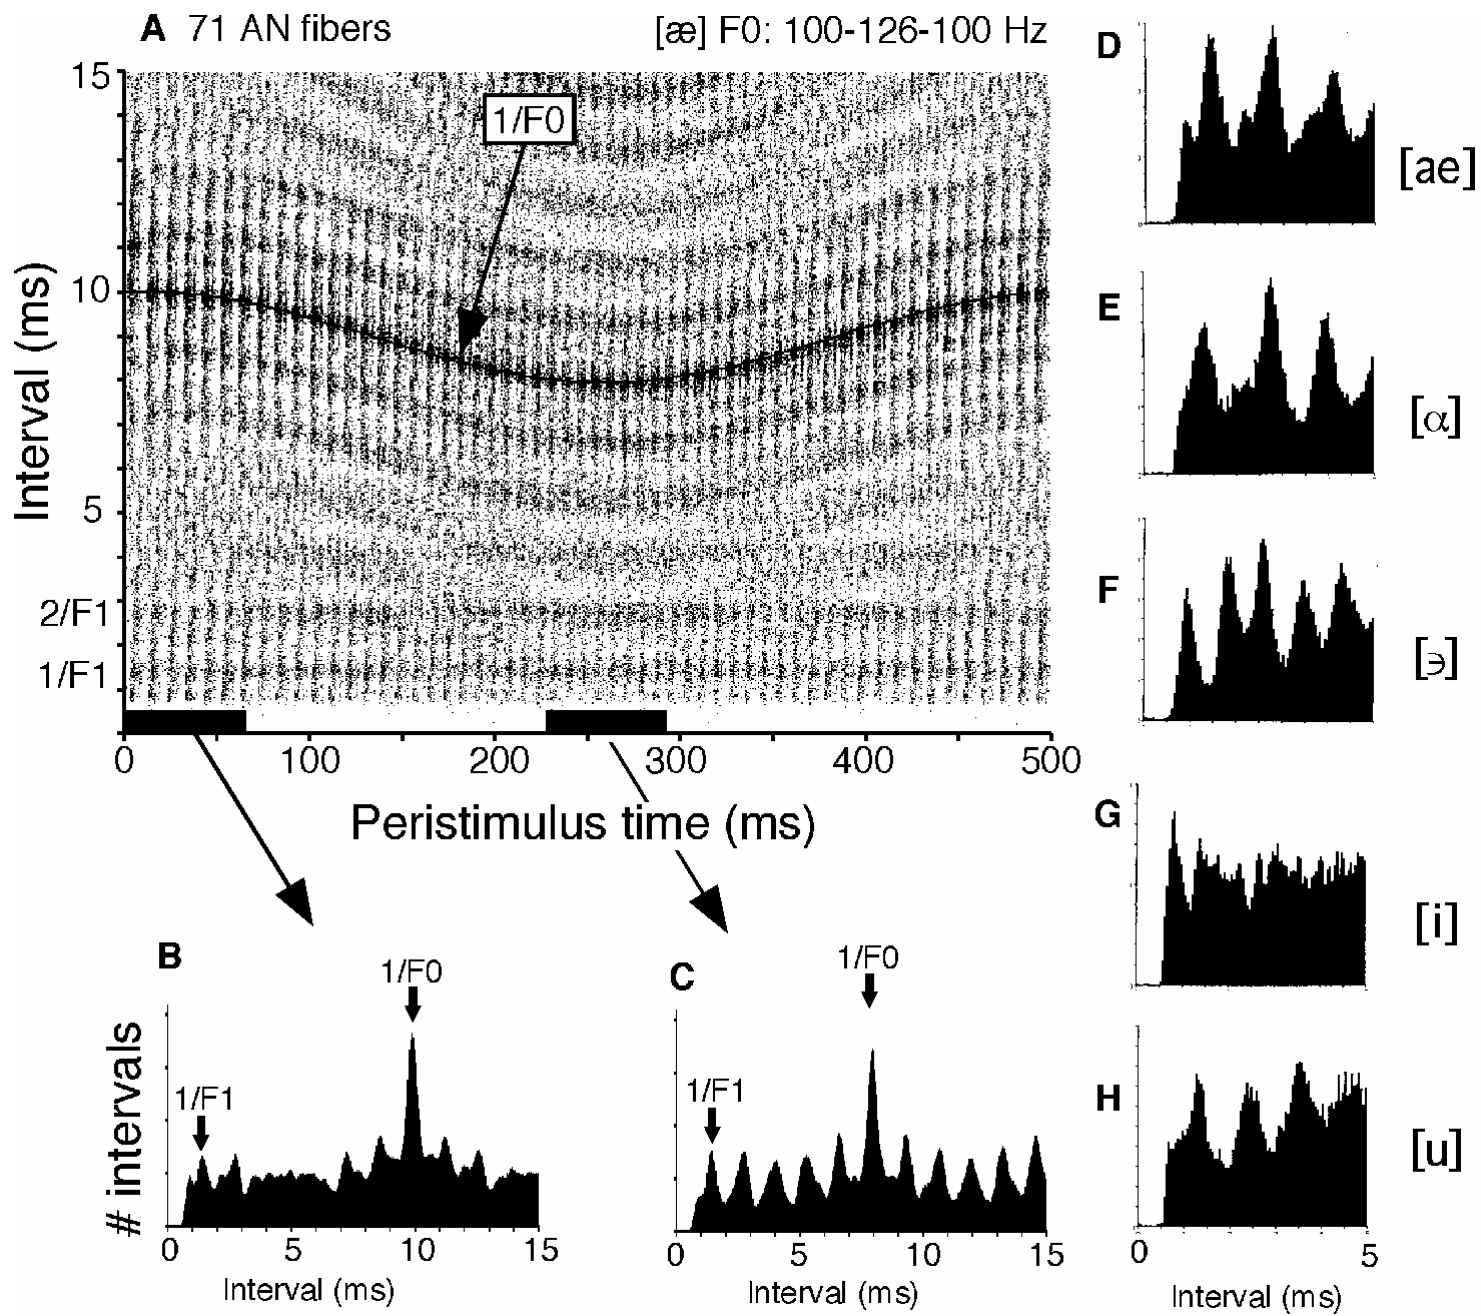 A 71 AN fibers [æ] F0: 100-126-100 Hz
15
1/F0
10
5
2/F1
1/F1
Interval (ms)
0 100 200 300 400 500
Peristimulus time (ms)
B
1/F0
1/F1
# intervals
0 5 10 15
Interval (ms)
C
1/F0
1/F1
0 5 10 15
Interval (ms)
D
[ae]
E
[α]
F
[϶]
G
[i]
H
[u]
0 5
Interval (ms)